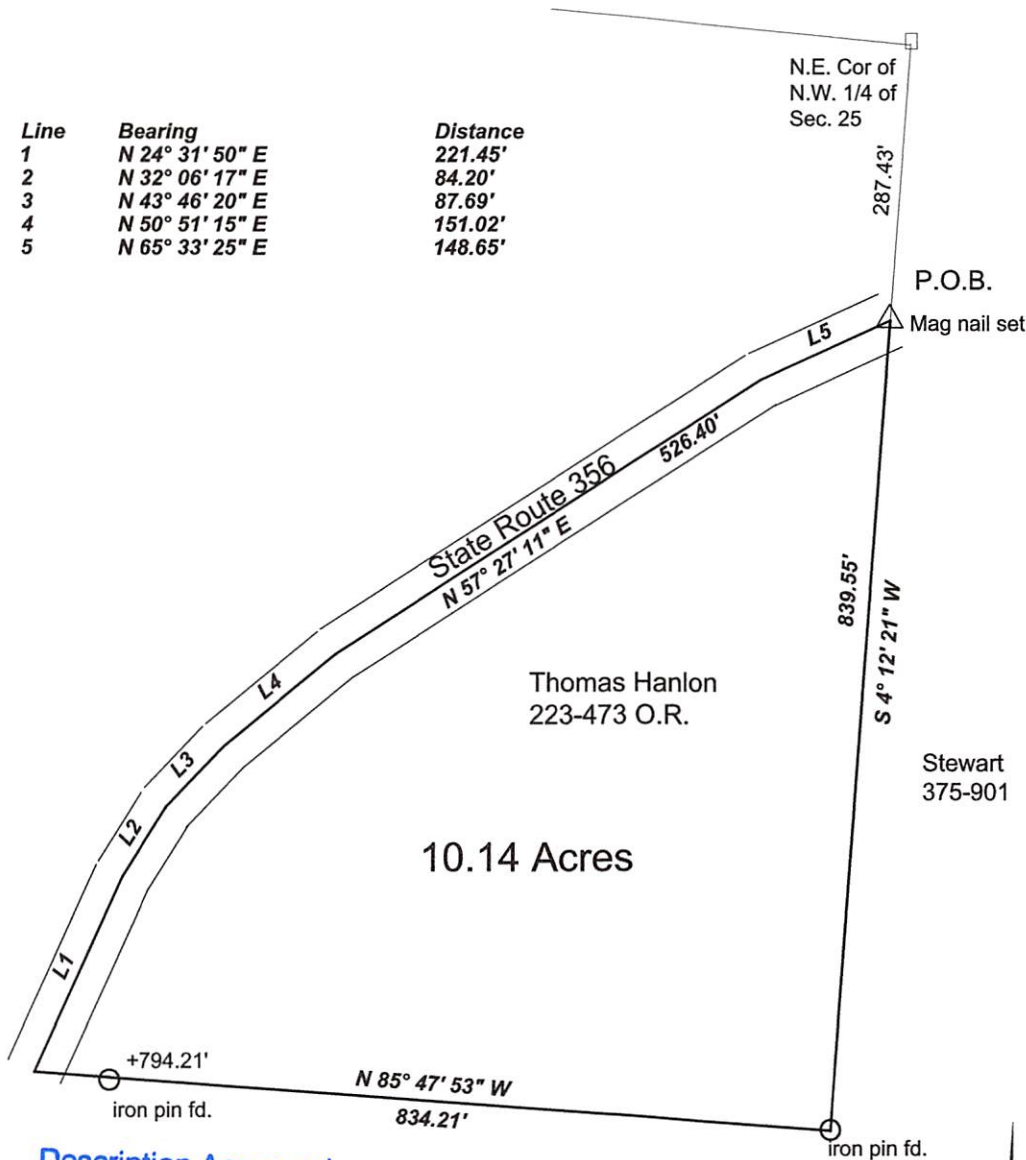 N.E. Cor of
N.W. 1/4 of
Sec. 25
Line Bearing Distance
1 N 24° 31' 50" E 221.45'
2 N 32° 06' 17" E 84.20'
3 N 43° 46' 20" E 87.69'
4 N 50° 51' 15" E 151.02'
5 N 65° 33' 25" E 148.65'
287.43'
P.O.B.
Mag nail set
L5
526.40'
State Route 356
N 57° 27' 11" E
L4
L3
L2
L1
839.55'
S 4° 12' 21" W
Thomas Hanlon
223-473 O.R.
Stewart
375-901
10.14 Acres
+794.21'
iron pin fd.
N 85° 47' 53" W
834.21'
iron pin fd.